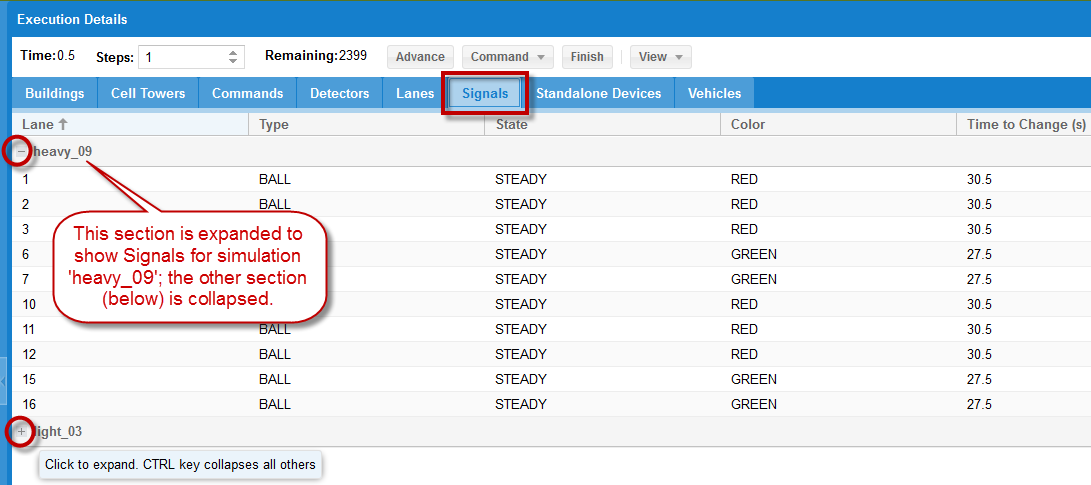 Execution Details
Time:0.5 Steps: 1 Remaining:2399 Advance Command Finish View
Buildings Cell Towers Commands Detectors Lanes Signals Standalone Devices Vehicles
Lane Type State Color Time to Change (s)
heavy_09
1 BALL STEADY RED 30.5
2 BALL STEADY RED 30.5
3 BALL STEADY RED 30.5
6 STEADY GREEN 27.5
7 STEADY GREEN 27.5
10 STEADY RED 30.5
11 BALL STEADY RED 30.5
12 BALL STEADY RED 30.5
15 BALL STEADY GREEN 27.5
16 BALL STEADY GREEN 27.5
This section is expanded to
show Signals for simulation
'heavy_09'; the other section
(below) is collapsed.
light_03
Click to expand. CTRL key collapses all others